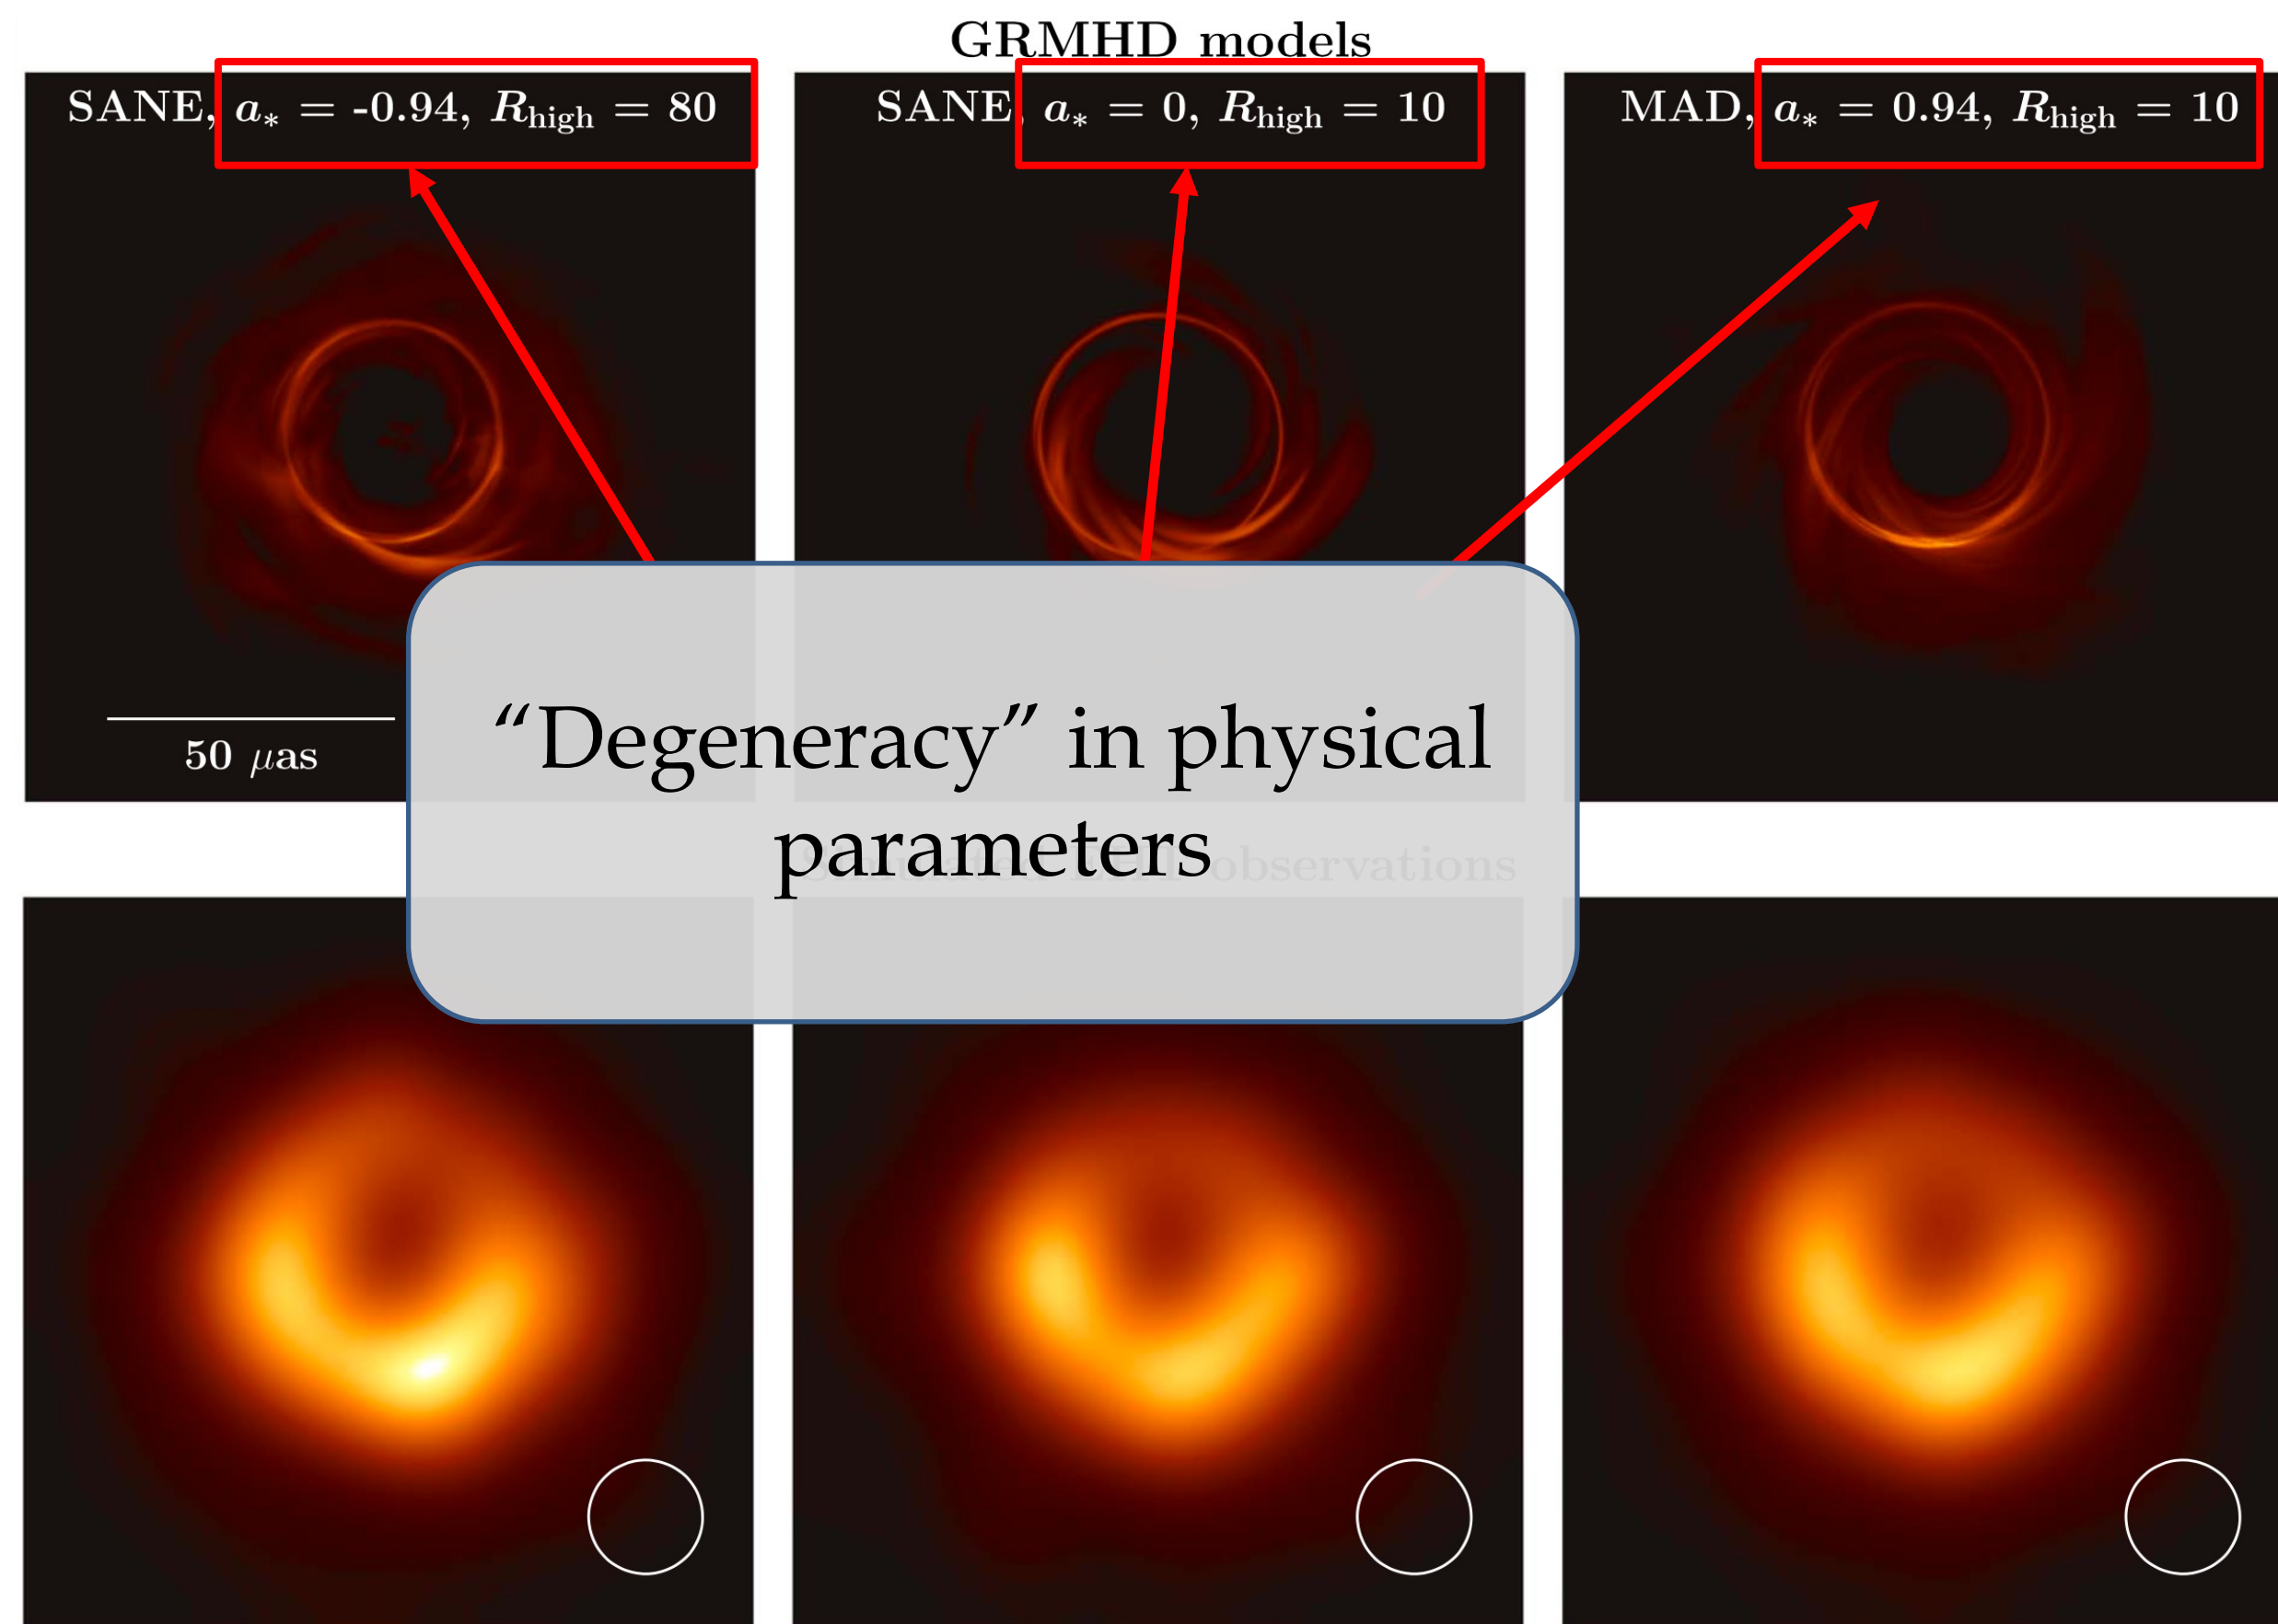 GRMHD models
SANE, a* = -0.94, Rhigh = 80
SANE, a* = 0, Rhigh = 10
MAD, a* = 0.94, Rhigh = 10
50 μas
“Degeneracy” in physical
parameters
observations